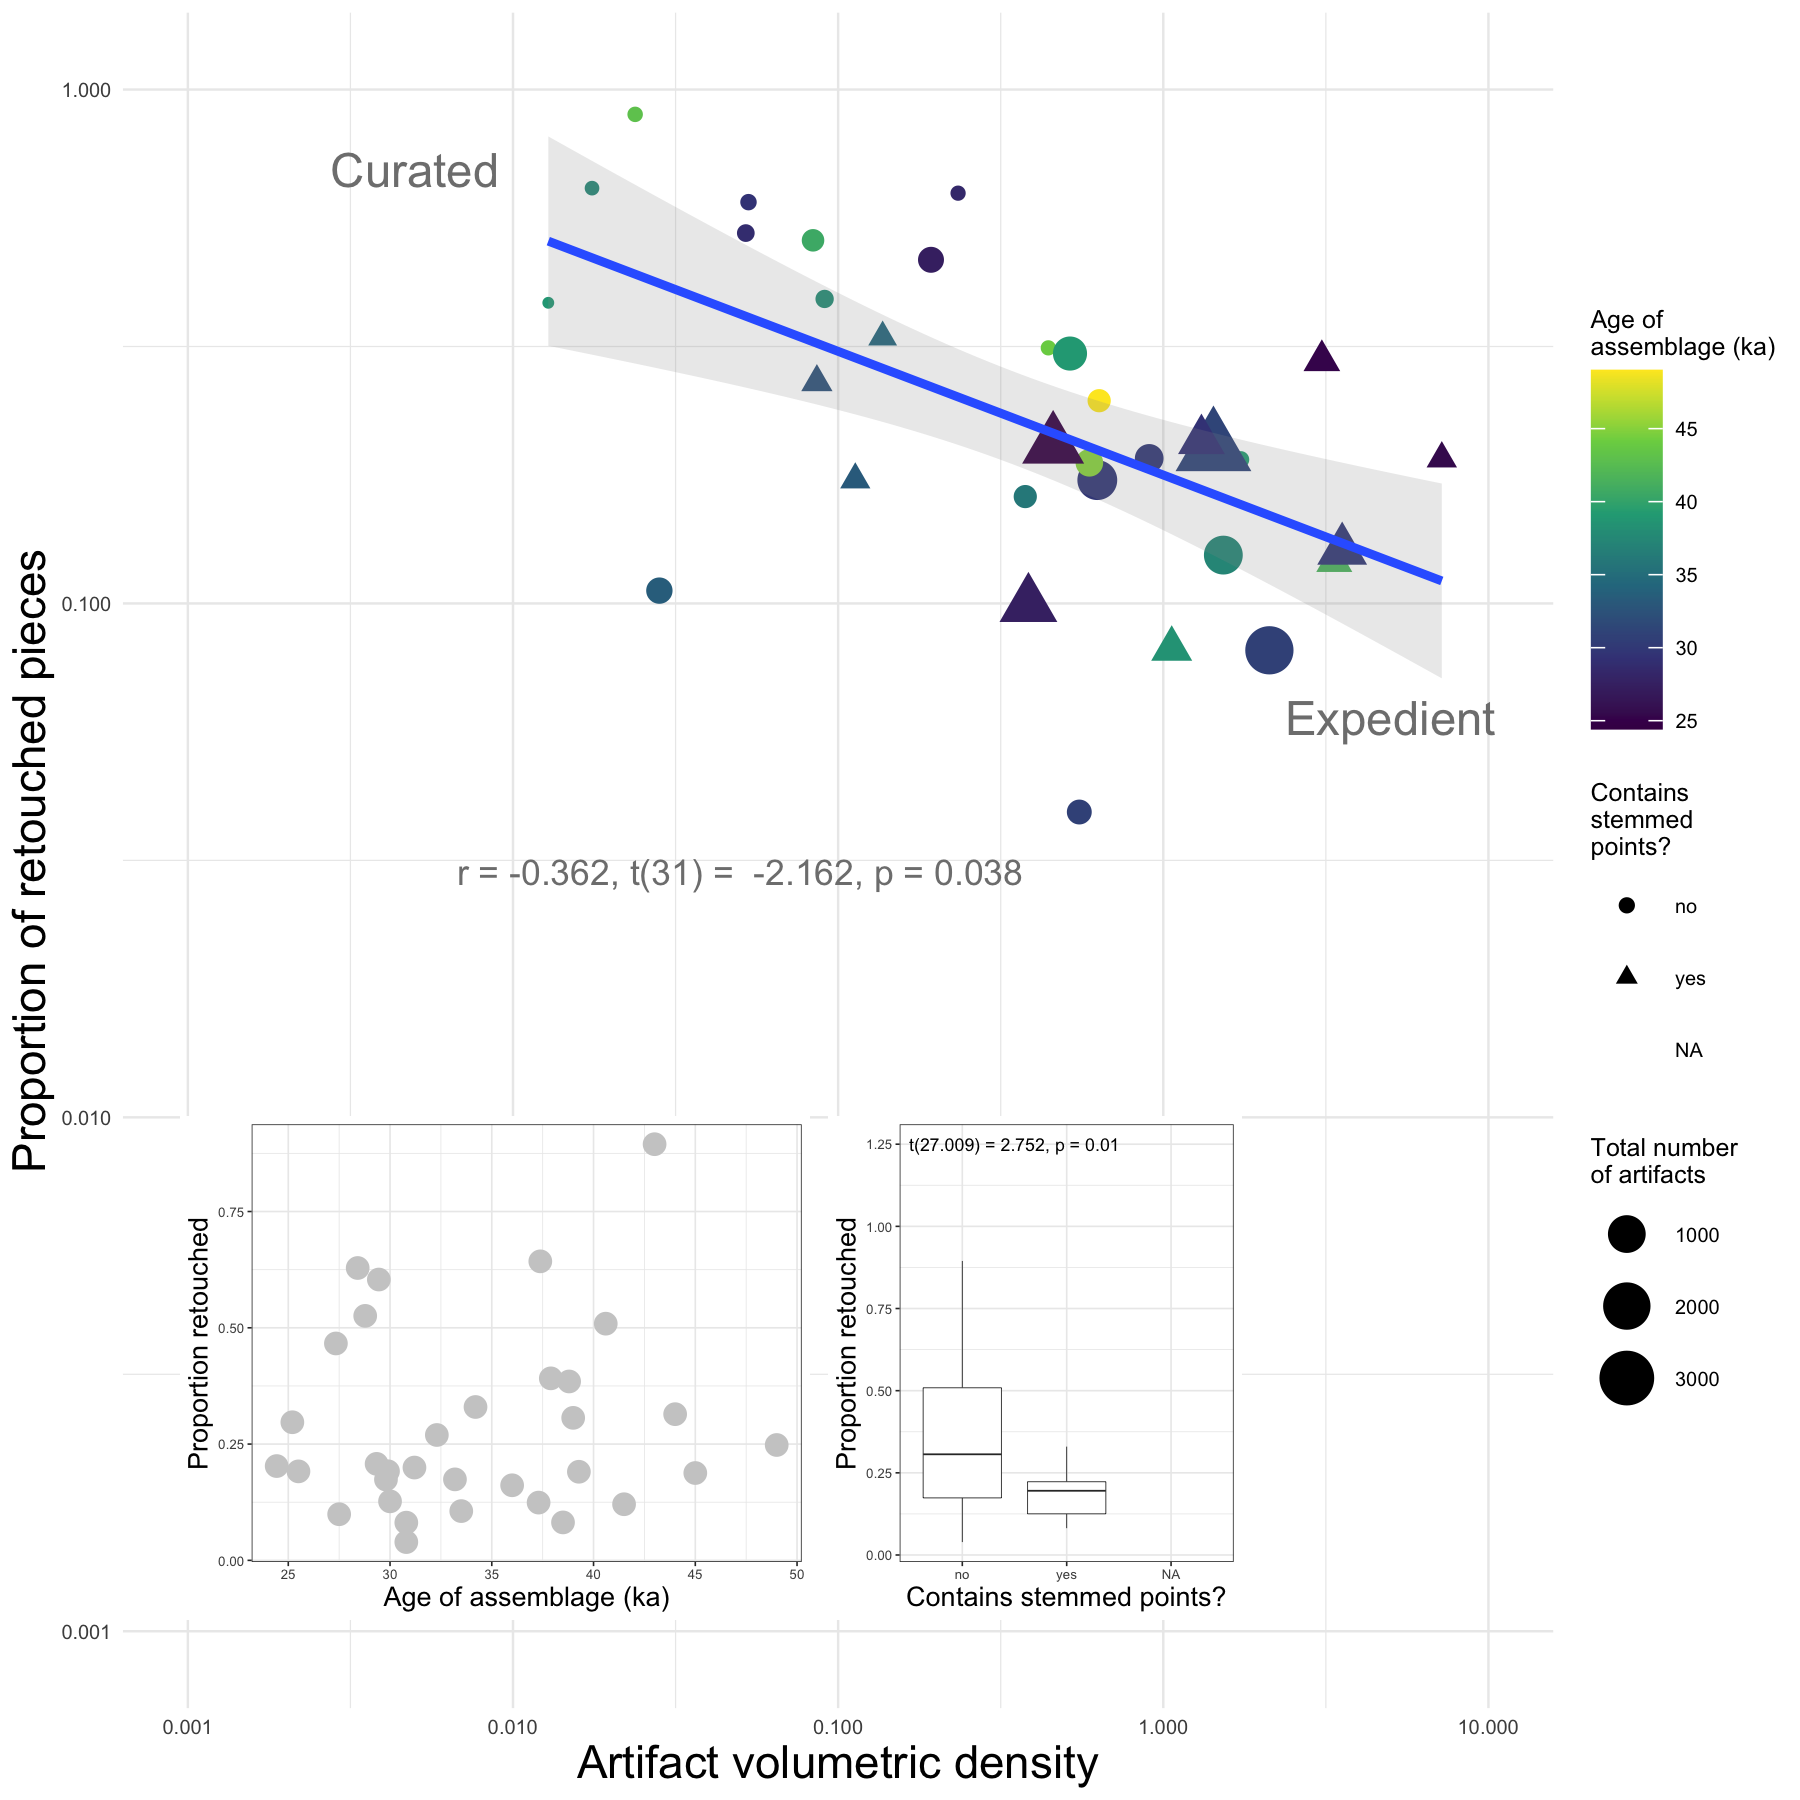 1.000
0.100
0.010
0.001
Proportion of retouched pieces
Curated
Expedient
r = -0.362, t(31) =  -2.162, p = 0.038
0.001
0.010
0.100
1.000
10.000
Artifact volumetric density
0.75
0.50
0.25
0.00
Proportion retouched
25
30
35
40
45
50
Age of assemblage (ka)
t(27.009) = 2.752, p = 0.01
1.25
1.00
0.75
0.50
0.25
0.00
Proportion retouched
no
yes
NA
Contains stemmed points?
Age of
assemblage (ka)
45
40
35
30
25
Contains
stemmed
points?
no
yes
NA
Total number
of artifacts
1000
2000
3000